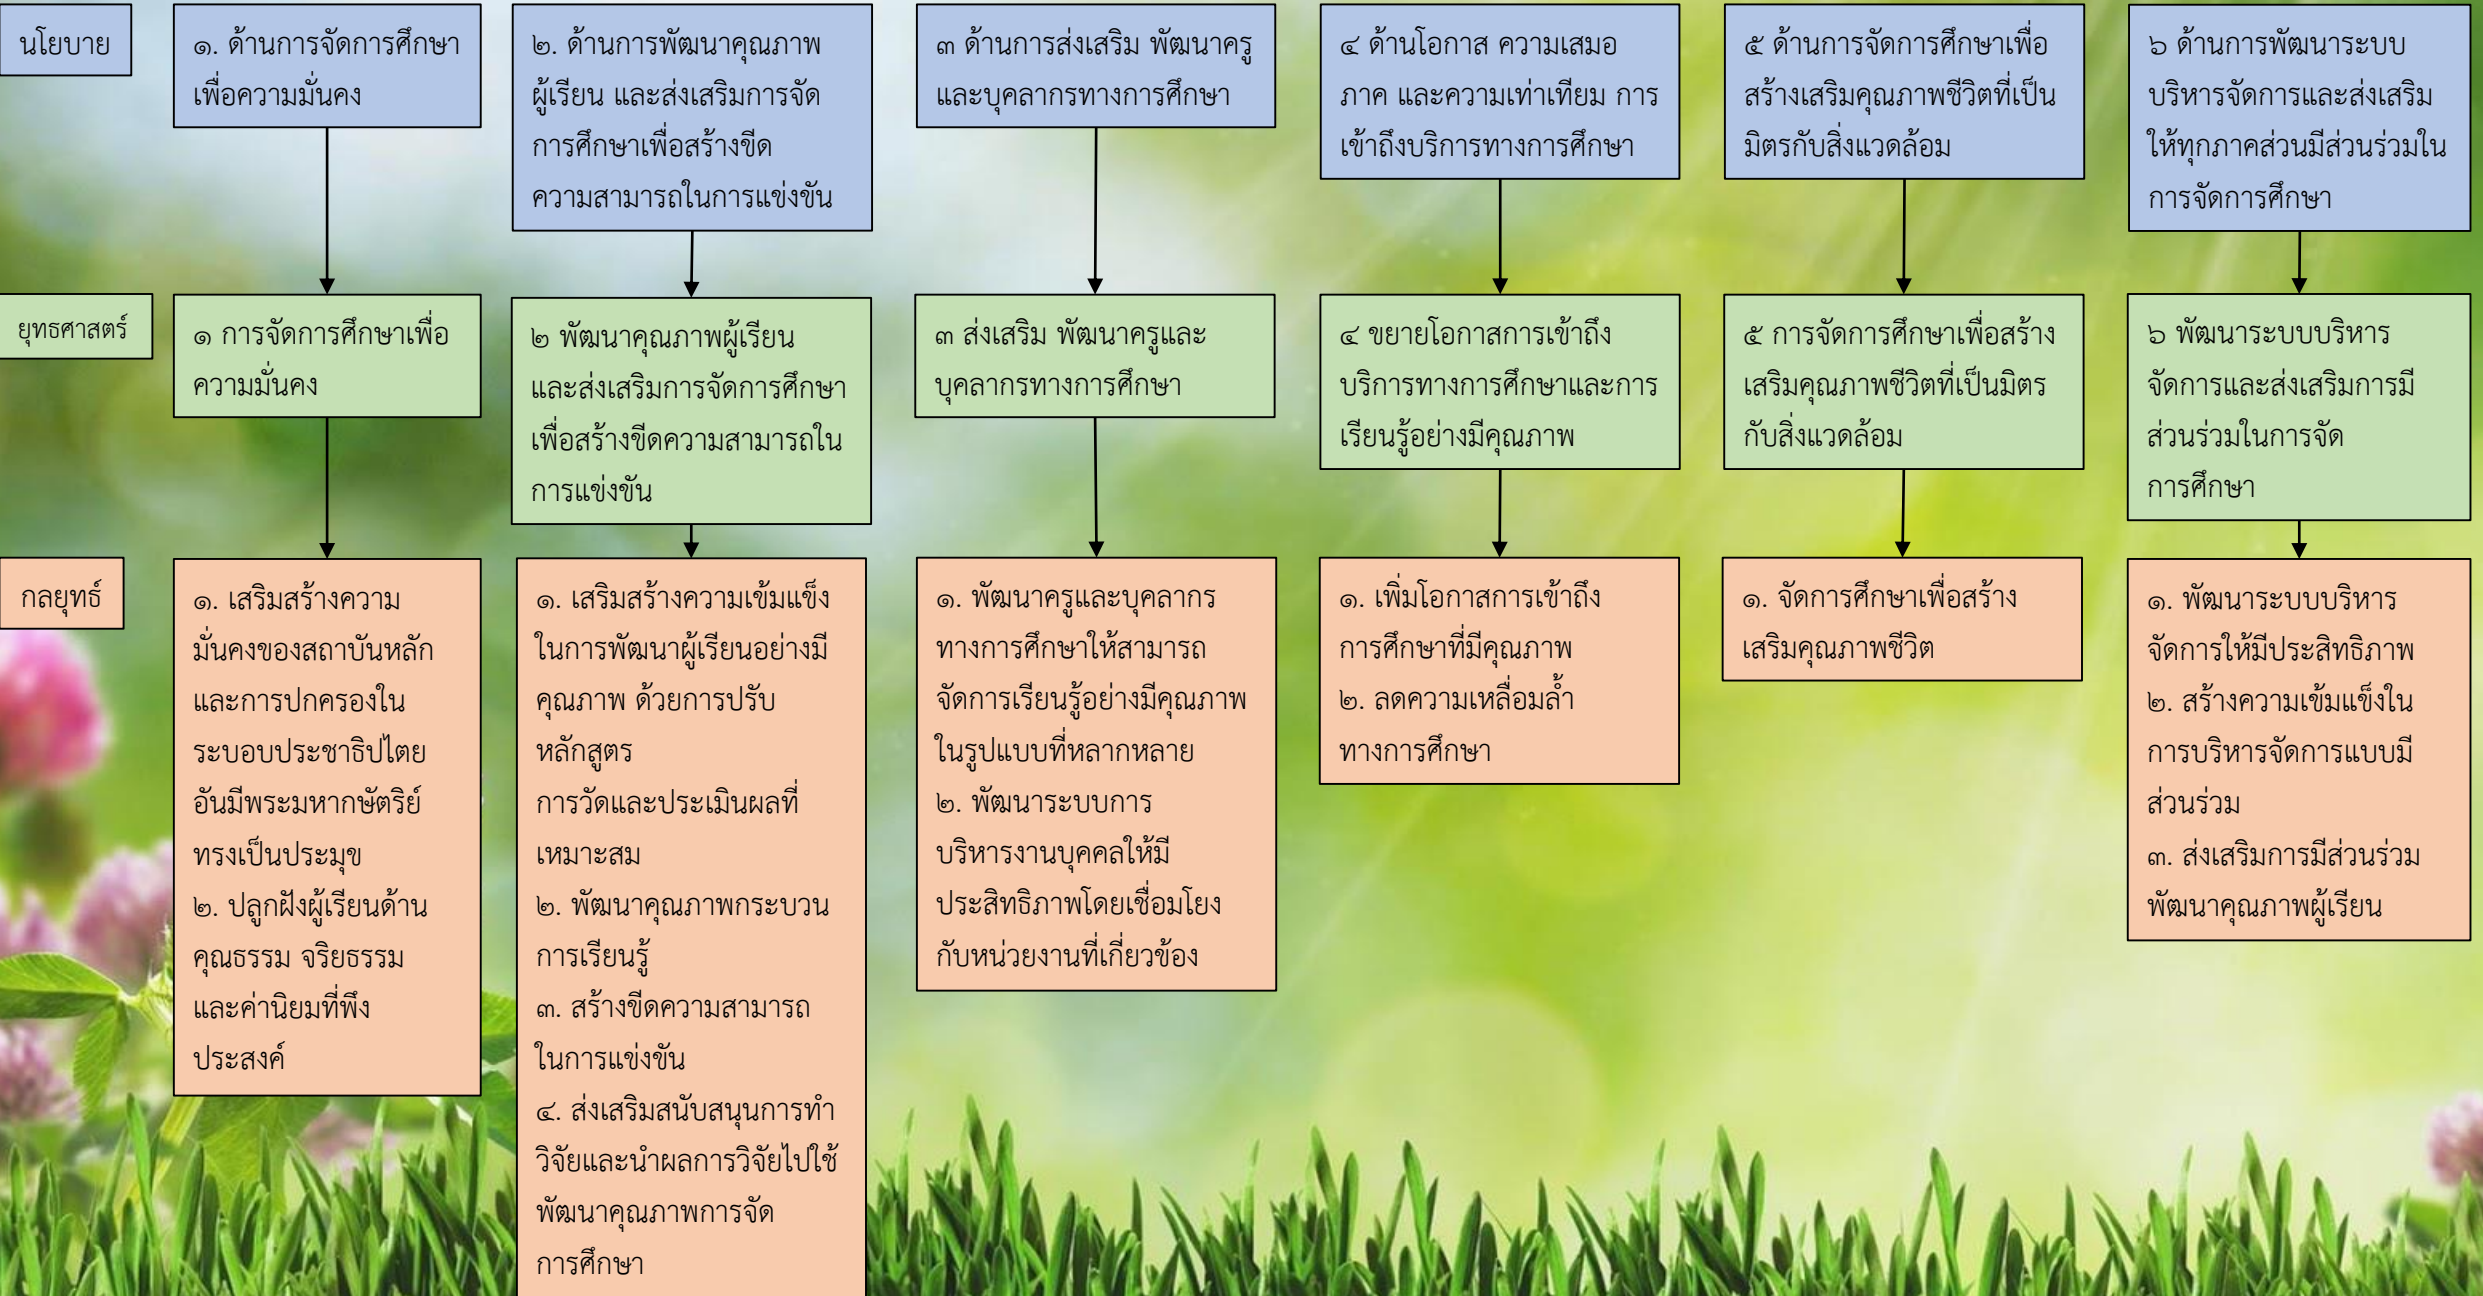 นโยบาย
๑. ด้านการจัดการศึกษา
เพื่อความมั่นคง
๒. ด้านการพัฒนาคุณภาพ
ผู้เรียน และส่งเสริมการจัด
การศึกษาเพื่อสร้างขีด
ความสามารถในการแข่งขัน
๓ ด้านการส่งเสริม พัฒนาครู
และบุคลากรทางการศึกษา
๔ ด้านโอกาส ความเสมอ
ภาค และความเท่าเทียม การ
เข้าถึงบริการทางการศึกษา
๕ ด้านการจัดการศึกษาเพื่อ
สร้างเสริมคุณภาพชีวิตที่เป็น
มิตรกับสิ่งแวดล้อม
๖ ด้านการพัฒนาระบบ
บริหารจัดการและส่งเสริม
ให้ทุกภาคส่วนมีส่วนร่วมใน
การจัดการศึกษา
ยุทธศาสตร์
๑ การจัดการศึกษาเพื่อ
ความมั่นคง
๒ พัฒนาคุณภาพผู้เรียน
และส่งเสริมการจัดการศึกษา
เพื่อสร้างขีดความสามารถใน
การแข่งขัน
๓ ส่งเสริม พัฒนาครูและ
บุคลากรทางการศึกษา
๔ ขยายโอกาสการเข้าถึง
บริการทางการศึกษาและการ
เรียนรู้อย่างมีคุณภาพ
๕ การจัดการศึกษาเพื่อสร้าง
เสริมคุณภาพชีวิตที่เป็นมิตร
กับสิ่งแวดล้อม
๖ พัฒนาระบบบริหาร
จัดการและส่งเสริมการมี
ส่วนร่วมในการจัด
การศึกษา
กลยุทธ์
๑. เสริมสร้างความ
มั่นคงของสถาบันหลัก
และการปกครองใน
ระบอบประชาธิปไตย
อันมีพระมหากษัตริย์
ทรงเป็นประมุข
๒. ปลูกฝังผู้เรียนด้าน
คุณธรรม จริยธรรม
และค่านิยมที่พึง
ประสงค์
๑. เสริมสร้างความเข้มแข็ง
ในการพัฒนาผู้เรียนอย่างมี
คุณภาพ ด้วยการปรับ
หลักสูตร
การวัดและประเมินผลที่
เหมาะสม
๒. พัฒนาคุณภาพกระบวน
การเรียนรู้
๓. สร้างขีดความสามารถ
ในการแข่งขัน
๔. ส่งเสริมสนับสนุนการทำ
วิจัยและนำผลการวิจัยไปใช้
พัฒนาคุณภาพการจัด
การศึกษา
๑. พัฒนาครูและบุคลากร
ทางการศึกษาให้สามารถ
จัดการเรียนรู้อย่างมีคุณภาพ
ในรูปแบบที่หลากหลาย
๒. พัฒนาระบบการ
บริหารงานบุคคลให้มี
ประสิทธิภาพโดยเชื่อมโยง
กับหน่วยงานที่เกี่ยวข้อง
๑. เพิ่มโอกาสการเข้าถึง
การศึกษาที่มีคุณภาพ
๒. ลดความเหลื่อมล้ำ
ทางการศึกษา
๑. จัดการศึกษาเพื่อสร้าง
เสริมคุณภาพชีวิต
๑. พัฒนาระบบบริหาร
จัดการให้มีประสิทธิภาพ
๒. สร้างความเข้มแข็งใน
การบริหารจัดการแบบมี
ส่วนร่วม
๓. ส่งเสริมการมีส่วนร่วม
พัฒนาคุณภาพผู้เรียน